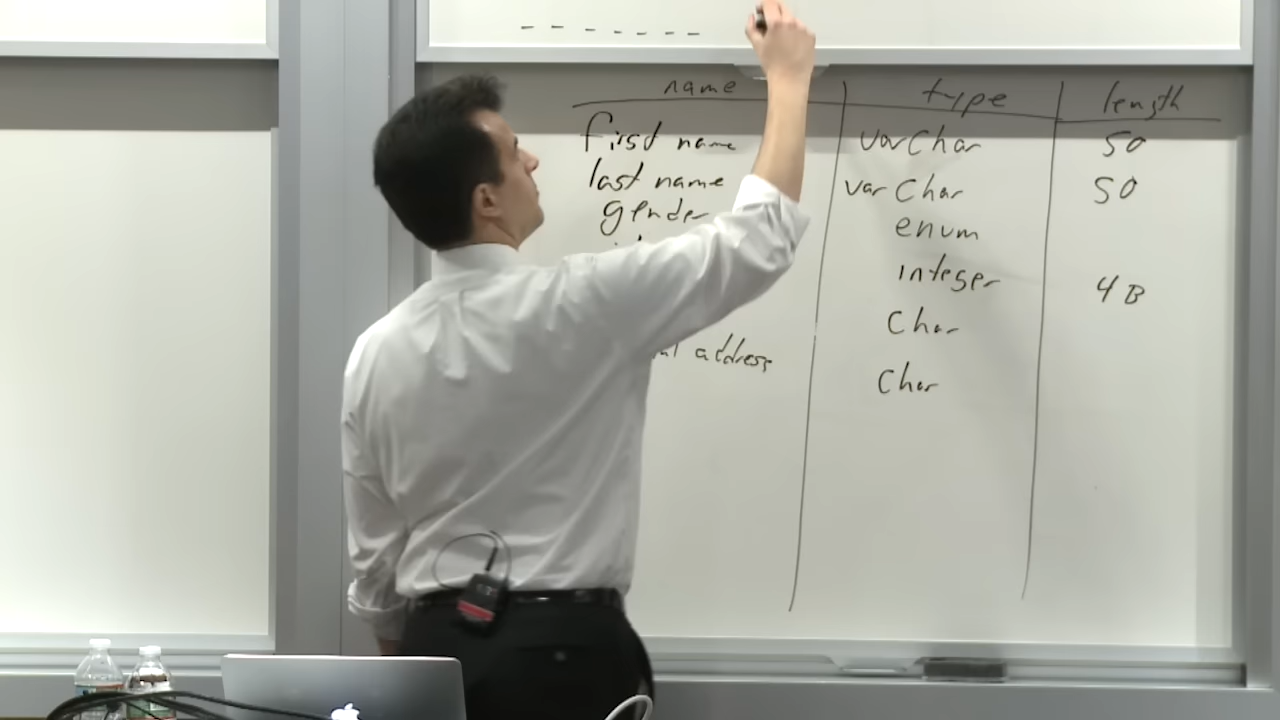 - - - - - -
name type length
first name varchar 50
last name varchar 50
gender enum
integer 4B
Char
address Char